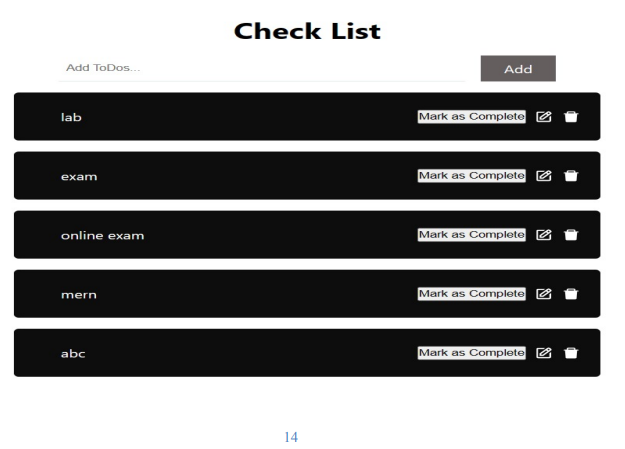 Check List
Add ToDos...
Add
lab
Mark as Complete
exam
Mark as Complete
online exam
Mark as Complete
mern
Mark as Complete
abc
Mark as Complete
14